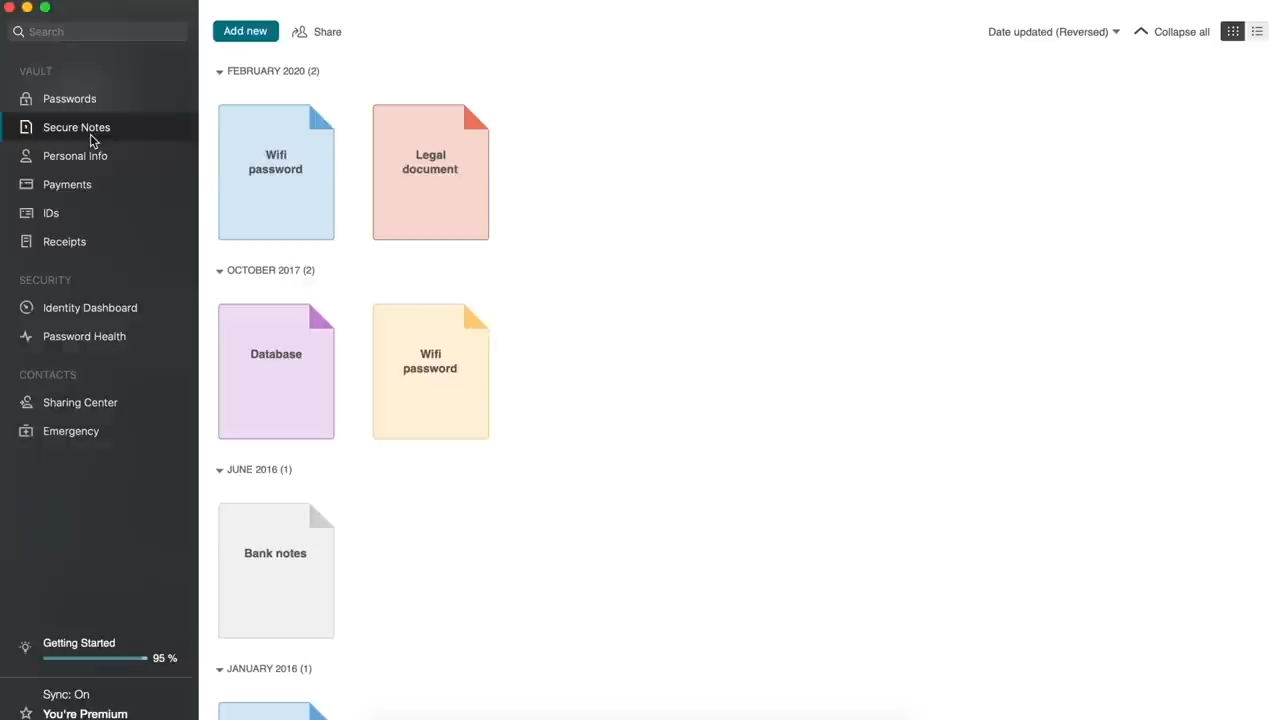 Search
VAULT
Passwords
Secure Notes
Personal Info
Payments
IDs
Receipts
SECURITY
Identity Dashboard
Password Health
CONTACTS
Sharing Center
Emergency
Getting Started
95 %
Sync: On
You're Premium
Add new
Share
Date updated (Reversed)
Collapse all
FEBRUARY 2020 (2)
Wifi
password
Legal
document
OCTOBER 2017 (2)
Database
Wifi
password
JUNE 2016 (1)
Bank notes
JANUARY 2016 (1)